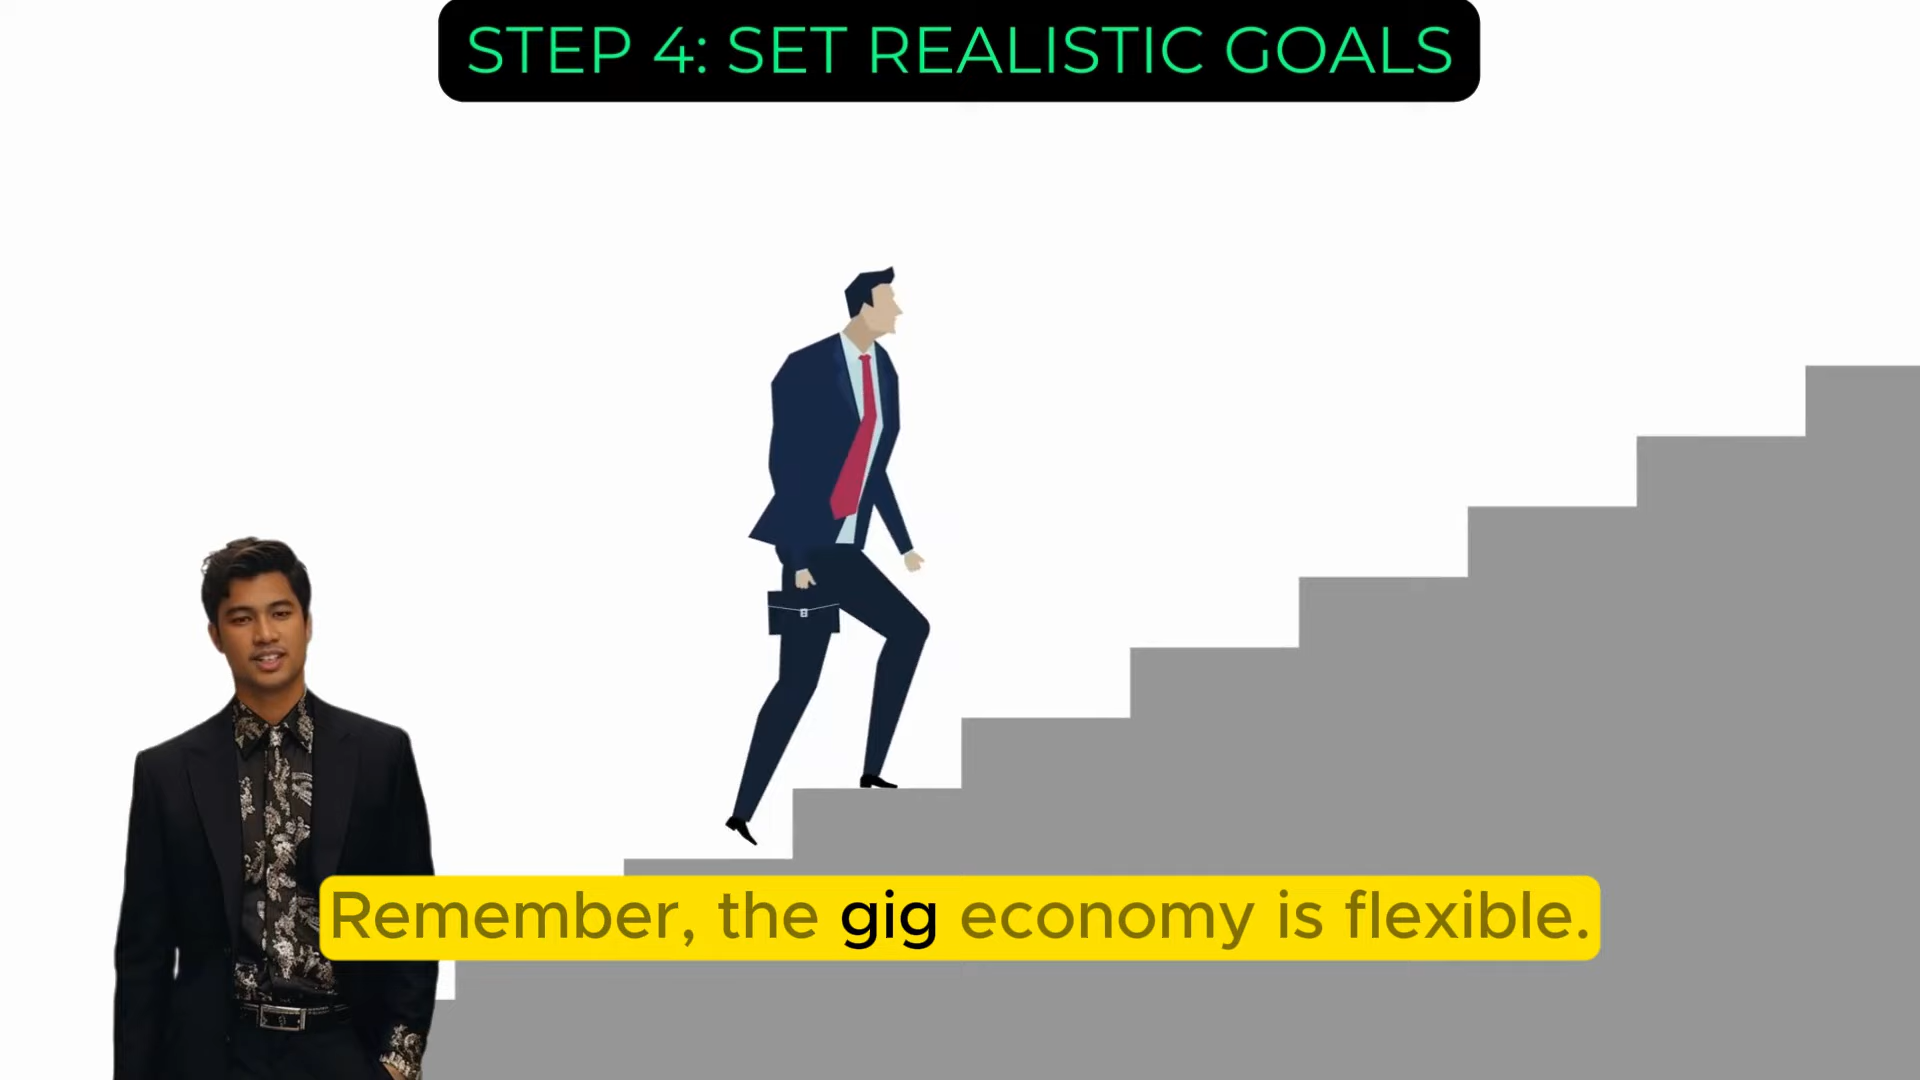 STEP 4: SET REALISTIC GOALS
Remember, the gig economy is flexible.